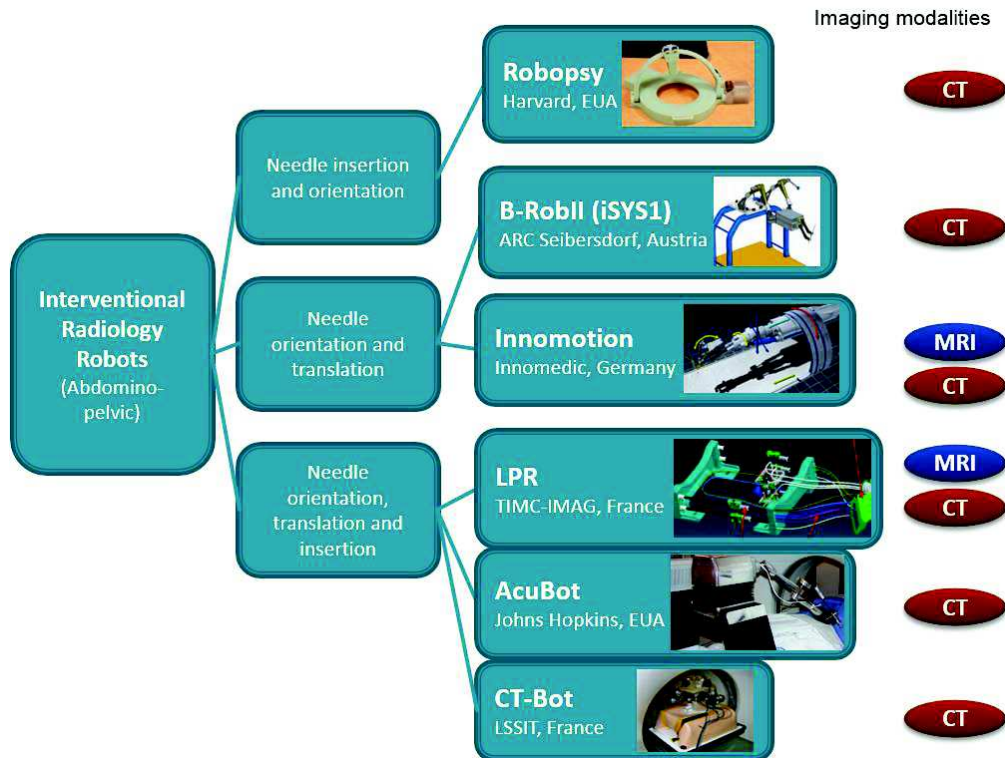 Imaging modalities
Robopsy
Harvard, EUA
CT
Needle insertion
and orientation
B-RobII (iSYS1)
ARC Seibersdorf, Austria
CT
Interventional
Radiology
Robots
(Abdomino-
pelvic)
Needle
orientation and
translation
Innomotion
Innomedic, Germany
MRI
CT
Needle
orientation,
translation and
insertion
LPR
TIMC-IMAG, France
MRI
CT
AcuBot
Johns Hopkins, EUA
CT
CT-Bot
LSSIT, France
CT